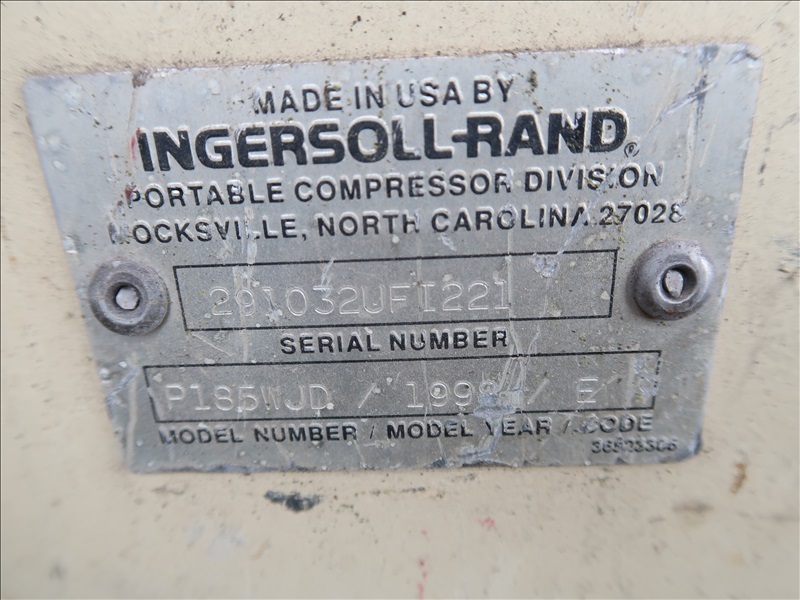 MADE IN USA BY
INGERSOLL-RAND®
PORTABLE COMPRESSOR DIVISION
MOCKSVILLE, NORTH CAROLINA 27028
SERIAL NUMBER
P185WJD / / E
MODEL NUMBER / MODEL YEAR / CODE